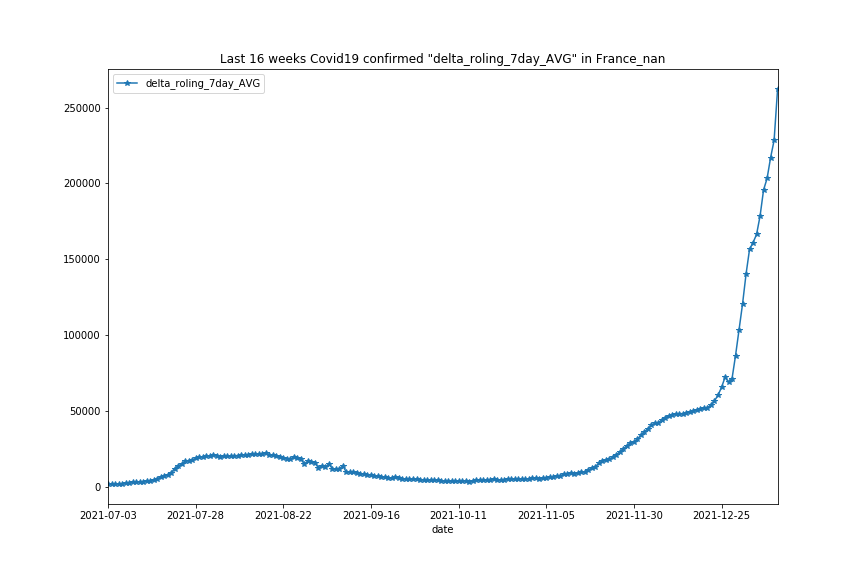 Last 16 weeks Covid19 confirmed "delta_roling_7day_AVG" in France_nan
delta_roling_7day_AVG
250000
200000
150000
100000
50000
0
2021-07-03 2021-07-28 2021-08-22 2021-09-16 2021-10-11 2021-11-05 2021-11-30 2021-12-25
date